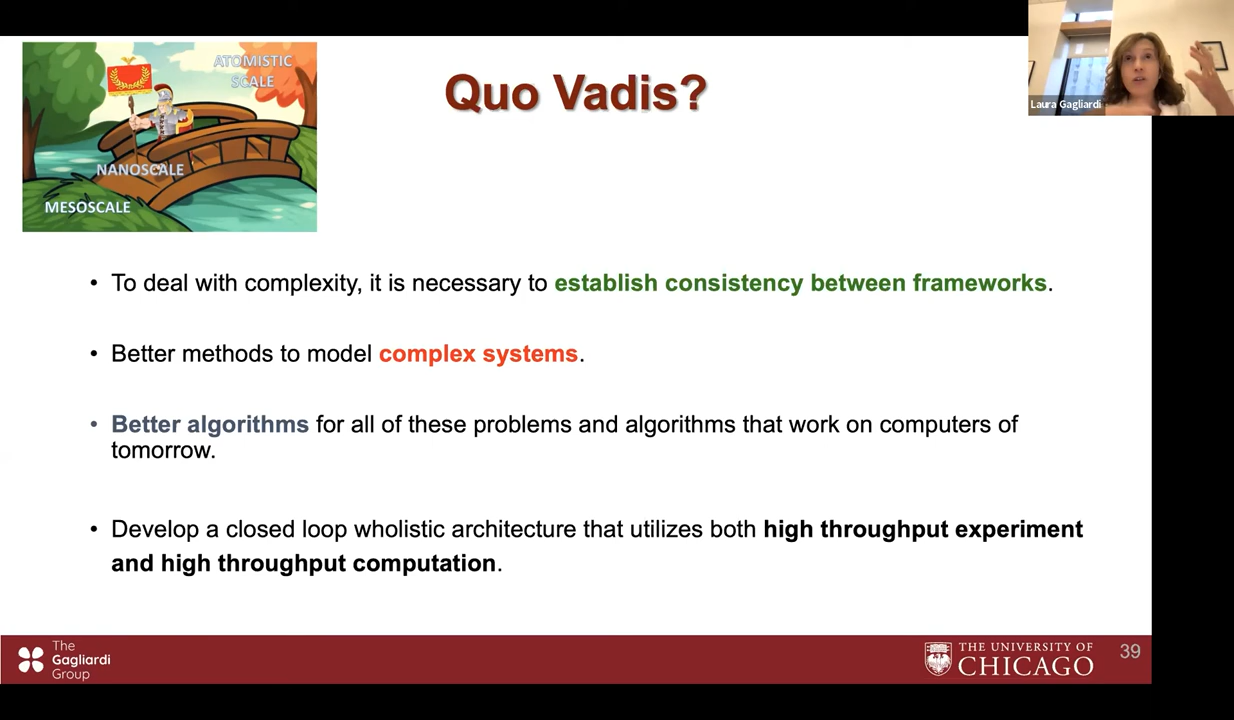 ATOMISTIC
SCALE
NANOSCALE
MESOSCALE
Quo Vadis?
Laura Gagliardi
• To deal with complexity, it is necessary to establish consistency between frameworks.
• Better methods to model complex systems.
• Better algorithms for all of these problems and algorithms that work on computers of
tomorrow.
• Develop a closed loop wholistic architecture that utilizes both high throughput experiment
and high throughput computation.
The
Gagliardi
Group
THE UNIVERSITY OF
CHICAGO
39